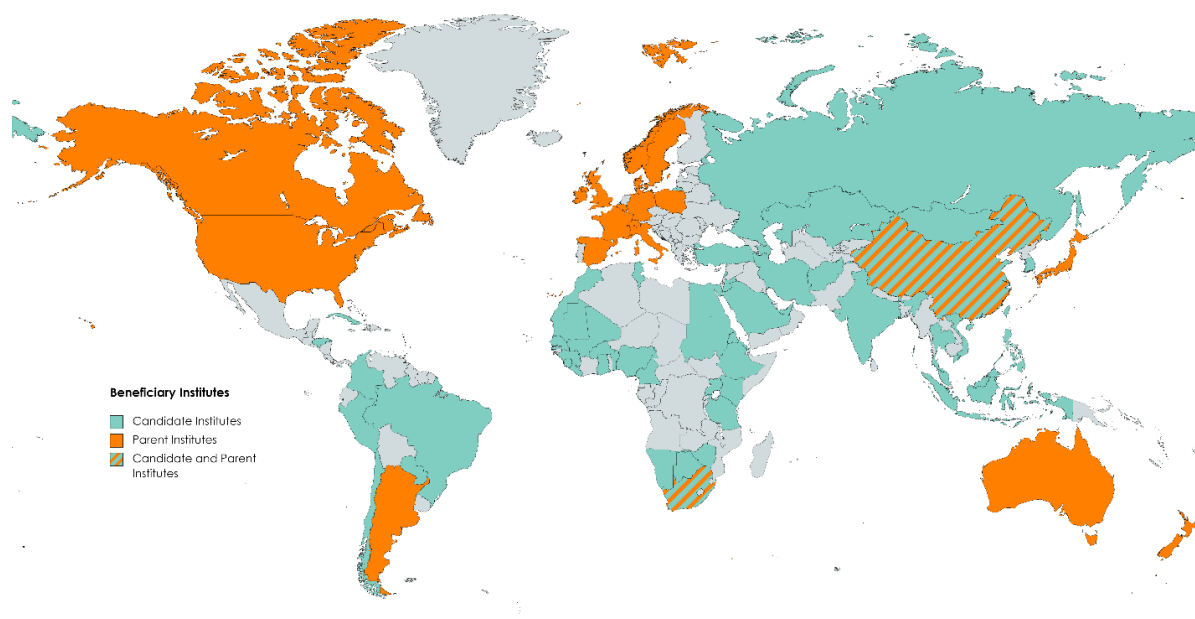 Beneficiary Institutes
Candidate Institutes
Parent Institutes
Candidate and Parent
Institutes